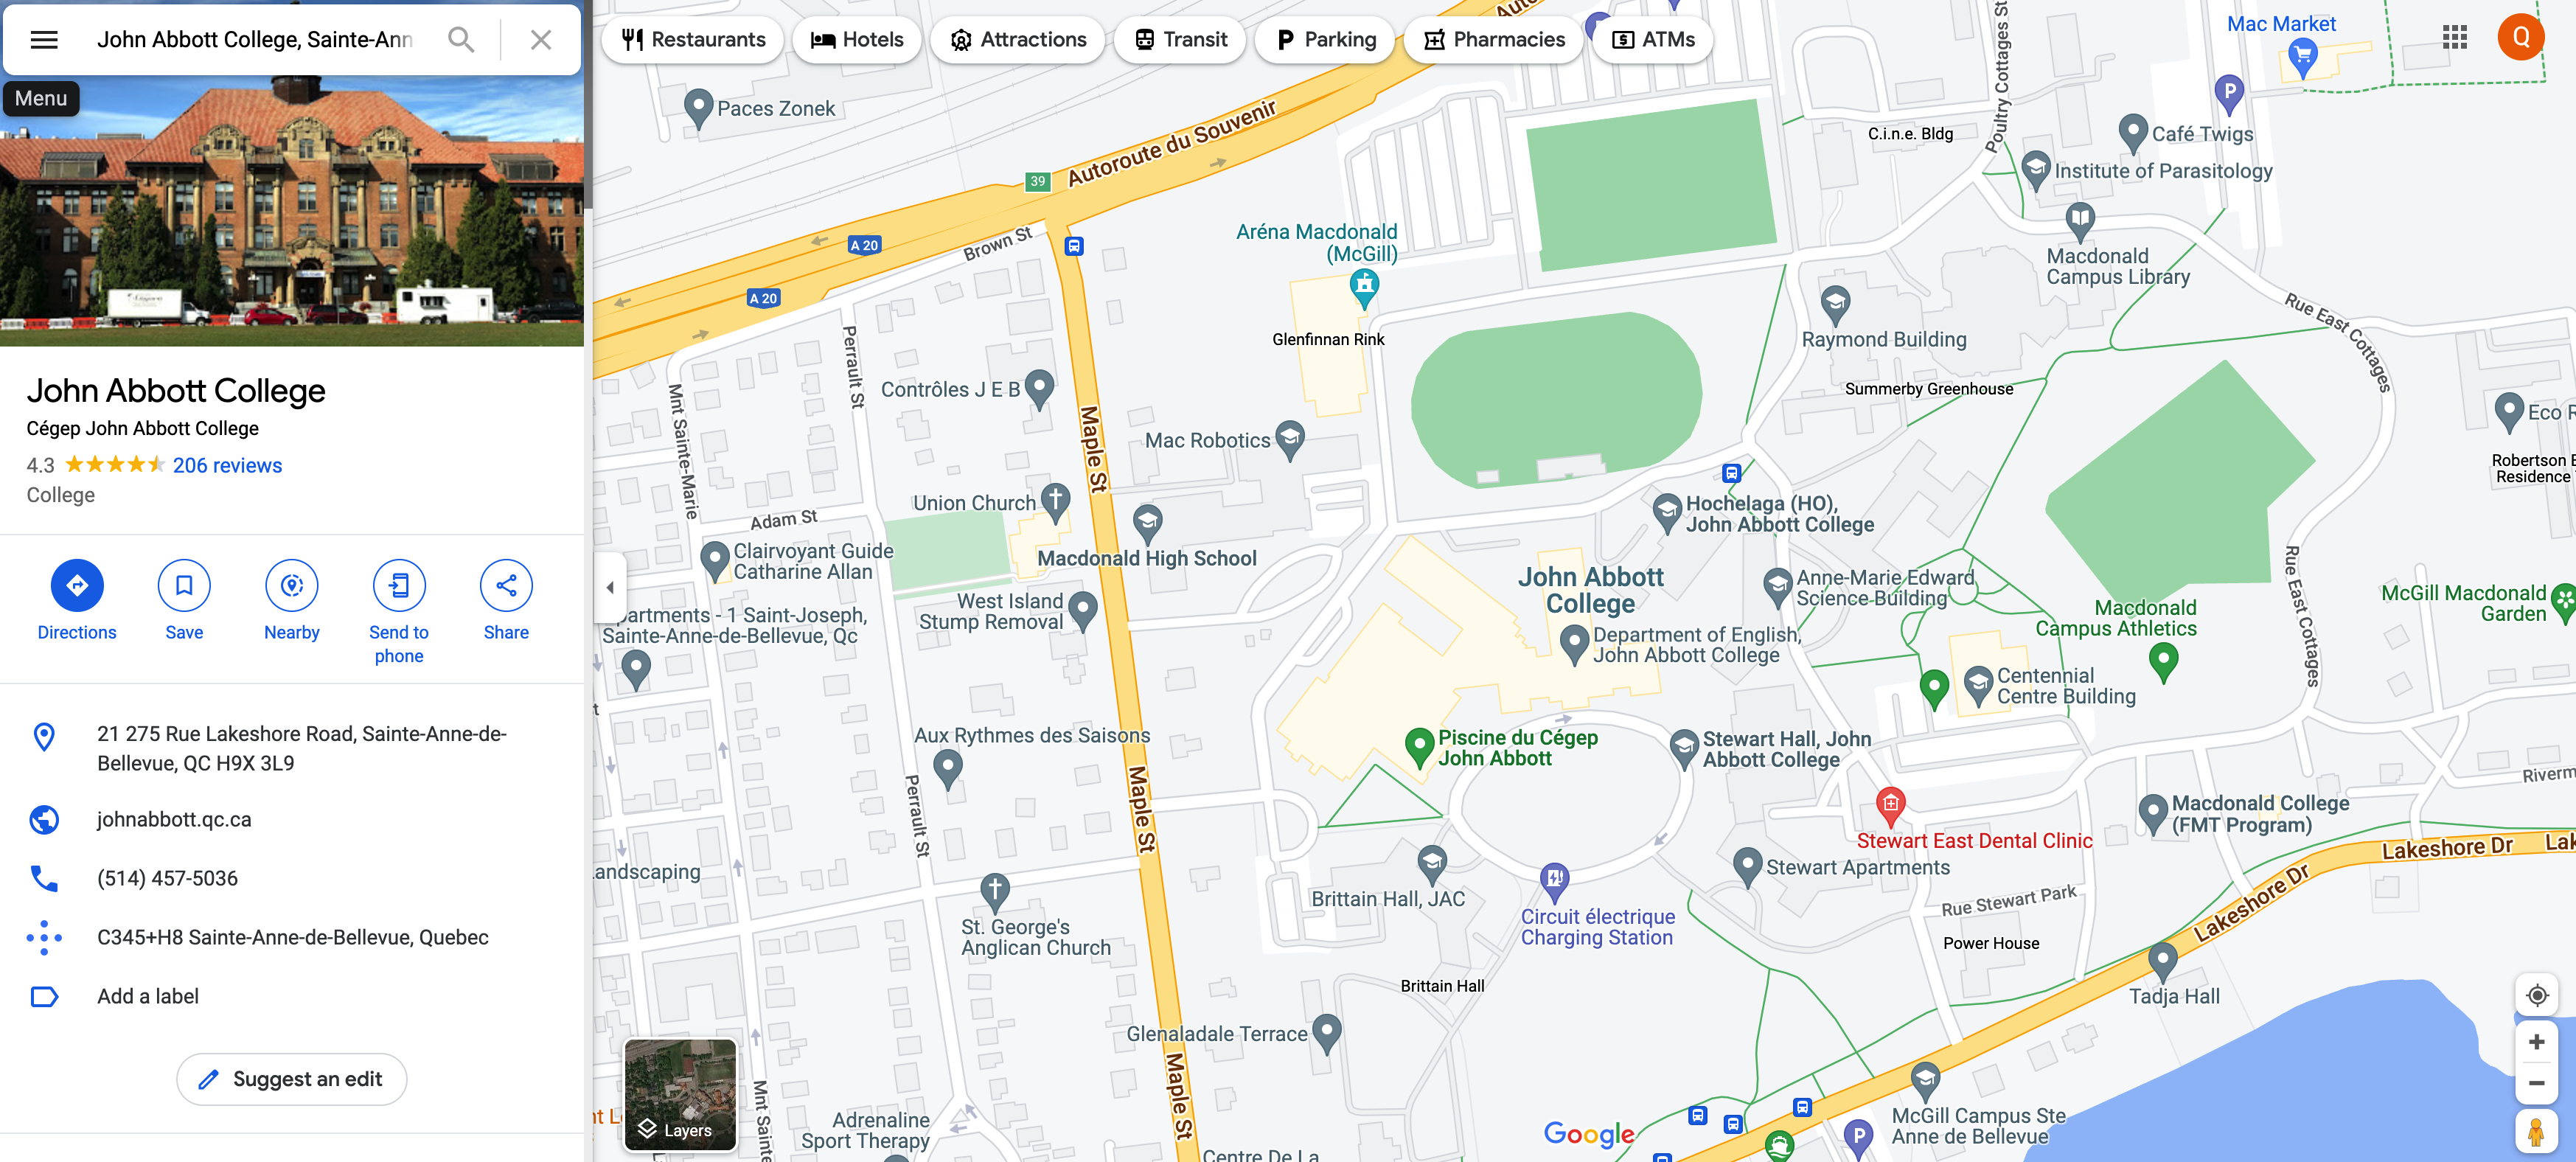 John Abbott College, Sainte-Ann
Menu
John Abbott College
Cégep John Abbott College
4.3
206 reviews
College
Directions
Save
Nearby
Send to
phone
Share
21 275 Rue Lakeshore Road, Sainte-Anne-de-
Bellevue, QC H9X 3L9
johnabbott.qc.ca
(514) 457-5036
C345+H8 Sainte-Anne-de-Bellevue, Quebec
Add a label
Suggest an edit
Restaurants
Hotels
Attractions
Transit
Parking
Pharmacies
ATMs
Q
Mac Market
Paces Zonek
Autoroute du Souvenir
39
A 20
A 20
Brown St
Poultry Cottages St
C.i.n.e. Bldg
P
Café Twigs
Institute of Parasitology
Macdonald
Campus Library
Aréna Macdonald
(McGill)
Glenfinnan Rink
Raymond Building
Summerby Greenhouse
Rue East Cottages
Eco R
Robertson B
Residence
Perrault St
Mnt Sainte-Marie
Contrôles J E B
Maple St
Mac Robotics
Union Church
Adam St
Macdonald High School
Clairvoyant Guide
Catharine Allan
Hochelaga (HO),
John Abbott College
John Abbott
College
Anne-Marie Edward
Science Building
Rue East Cottages
McGill Macdonald
Garden
Macdonald
Campus Athletics
West Island
Stump Removal
partments - 1 Saint-Joseph,
Sainte-Anne-de-Bellevue, Qc
Department of English,
John Abbott College
Centennial
Centre Building
Aux Rythmes des Saisons
Piscine du Cégep
John Abbott
Stewart Hall, John
Abbott College
Perrault St
Maple St
Riverm
Macdonald College
(FMT Program)
Stewart East Dental Clinic
Lakeshore Dr
Lak
andscaping
Brittain Hall, JAC
Stewart Apartments
Circuit électrique
Charging Station
Rue Stewart Park
Lakeshore Dr
St. George's
Anglican Church
Power House
Brittain Hall
Tadja Hall
Glenaladale Terrace
Maple St
Mnt Sainte
Adrenaline
Sport Therapy
Layers
Google
P
McGill Campus Ste
Anne de Bellevue
Centre De La